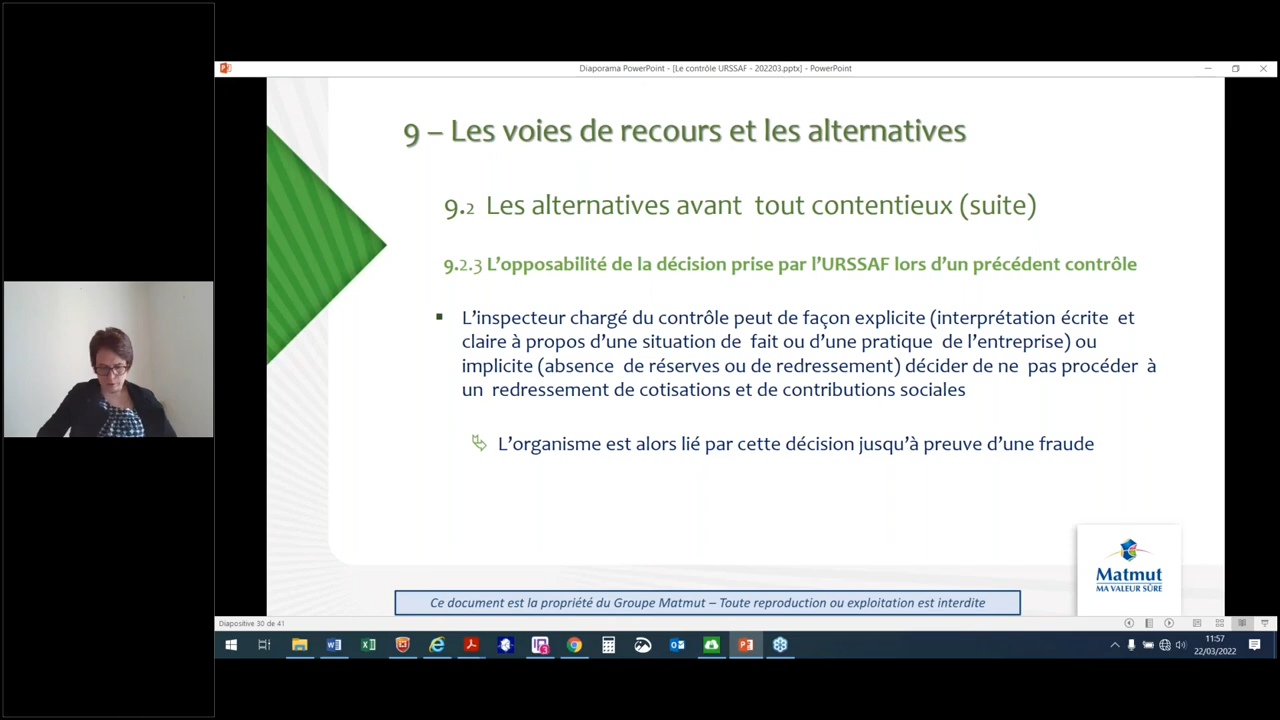 Diaporama PowerPoint - [Le contrôle URSSAF - 202203.pptx] - PowerPoint
9 – Les voies de recours et les alternatives
9.2 Les alternatives avant tout contentieux (suite)
9.2.3 L’opposabilité de la décision prise par l’URSSAF lors d’un précédent contrôle
L’inspecteur chargé du contrôle peut de façon explicite (interprétation écrite et
claire à propos d’une situation de fait ou d’une pratique de l’entreprise) ou
implicite (absence de réserves ou de redressement) décider de ne pas procéder à
un redressement de cotisations et de contributions sociales
L’organisme est alors lié par cette décision jusqu’à preuve d’une fraude
Matmut
MA VALEUR SÛRE
Ce document est la propriété du Groupe Matmut – Toute reproduction ou exploitation est interdite
Diapositive 30 de 41
11:57
22/03/2022